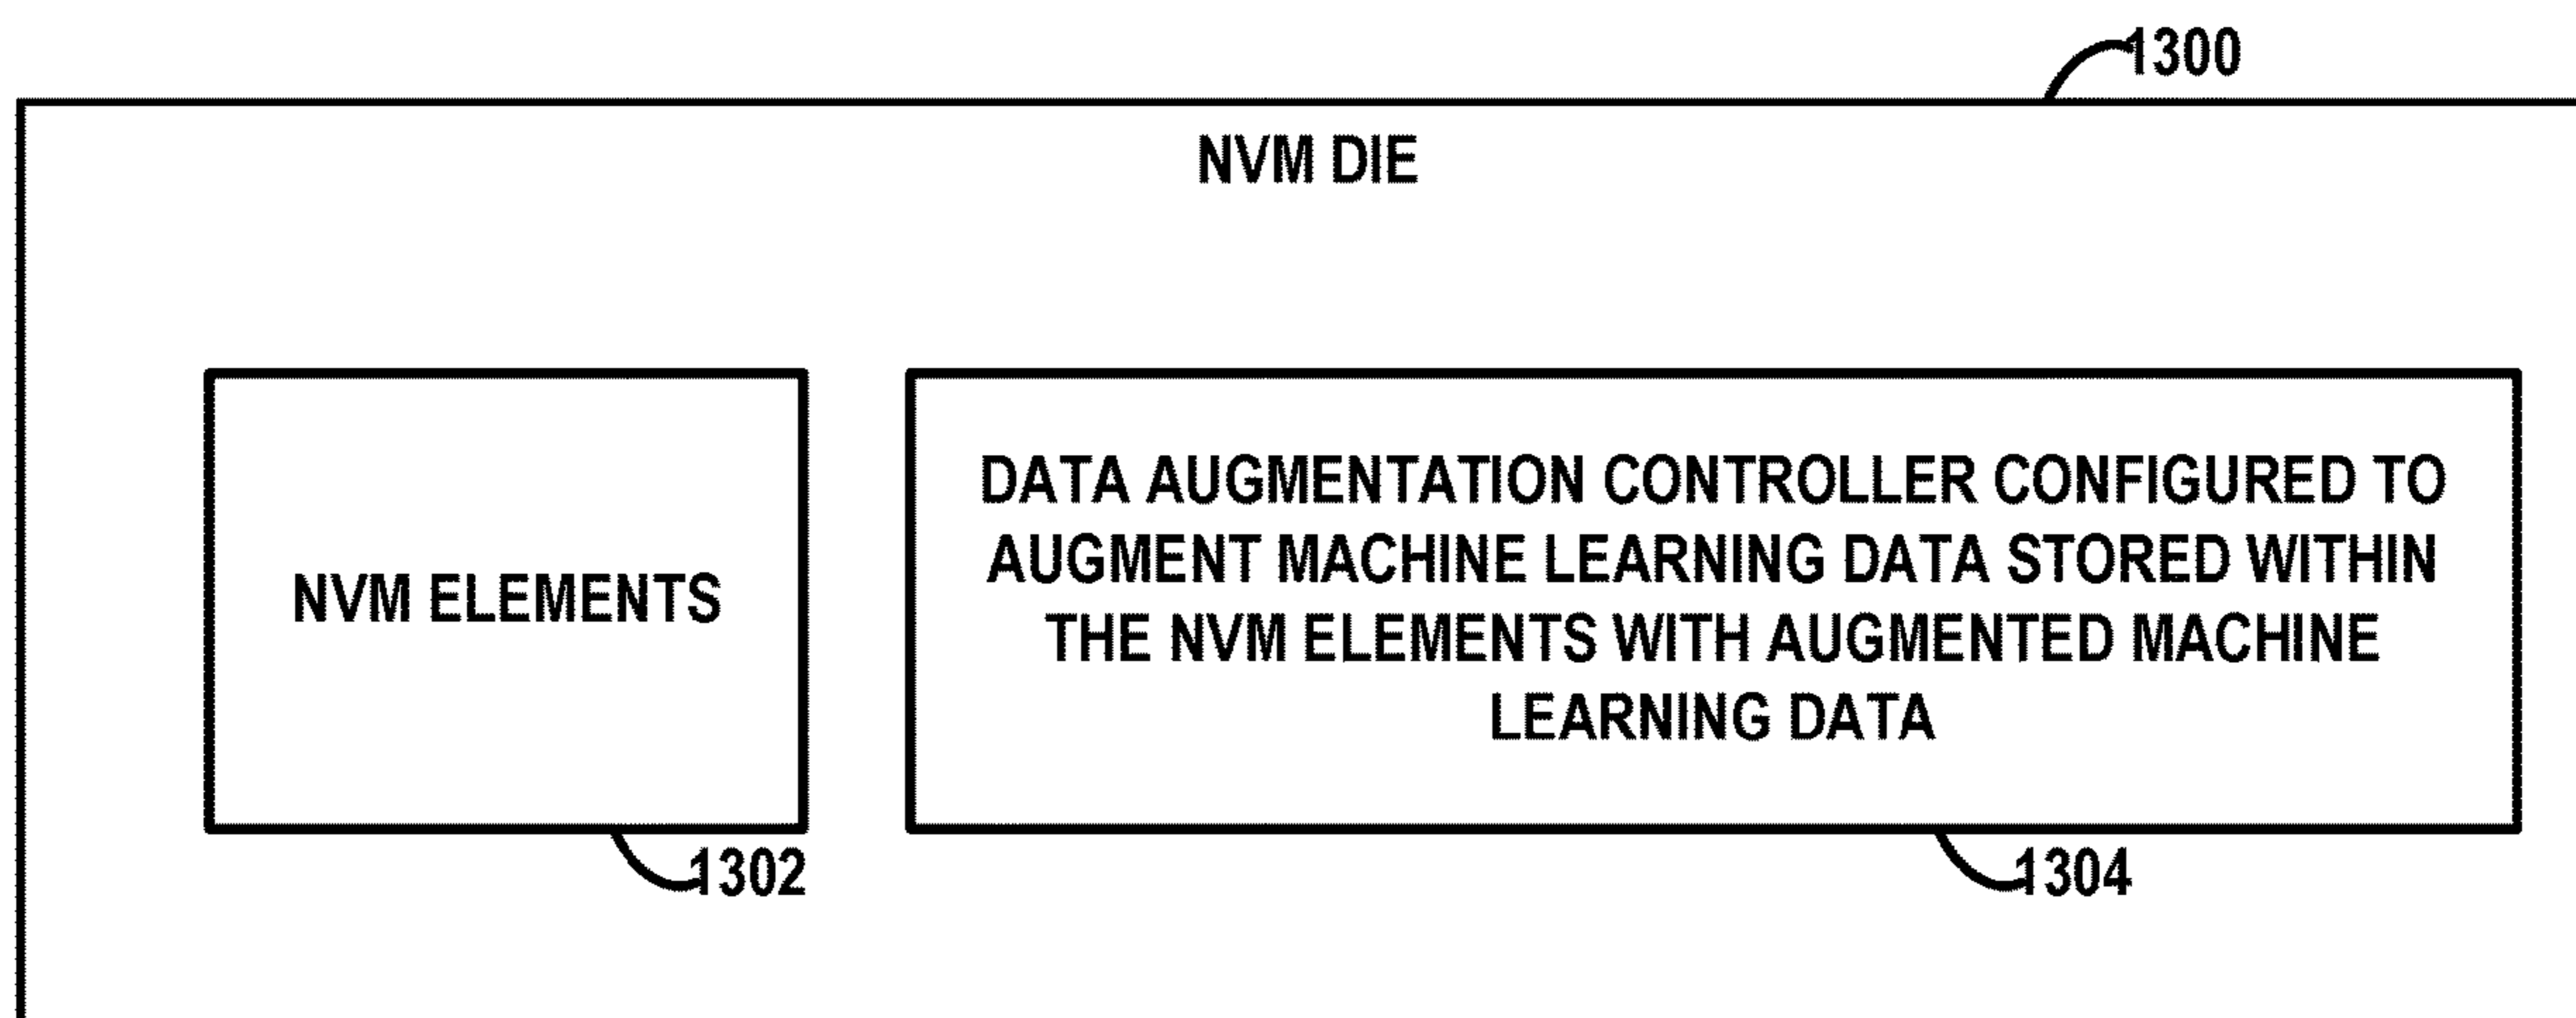 1300
NVM DIE
NVM ELEMENTS
DATA AUGMENTATION CONTROLLER CONFIGURED TO
AUGMENT MACHINE LEARNING DATA STORED WITHIN
THE NVM ELEMENTS WITH AUGMENTED MACHINE
LEARNING DATA
1302
1304